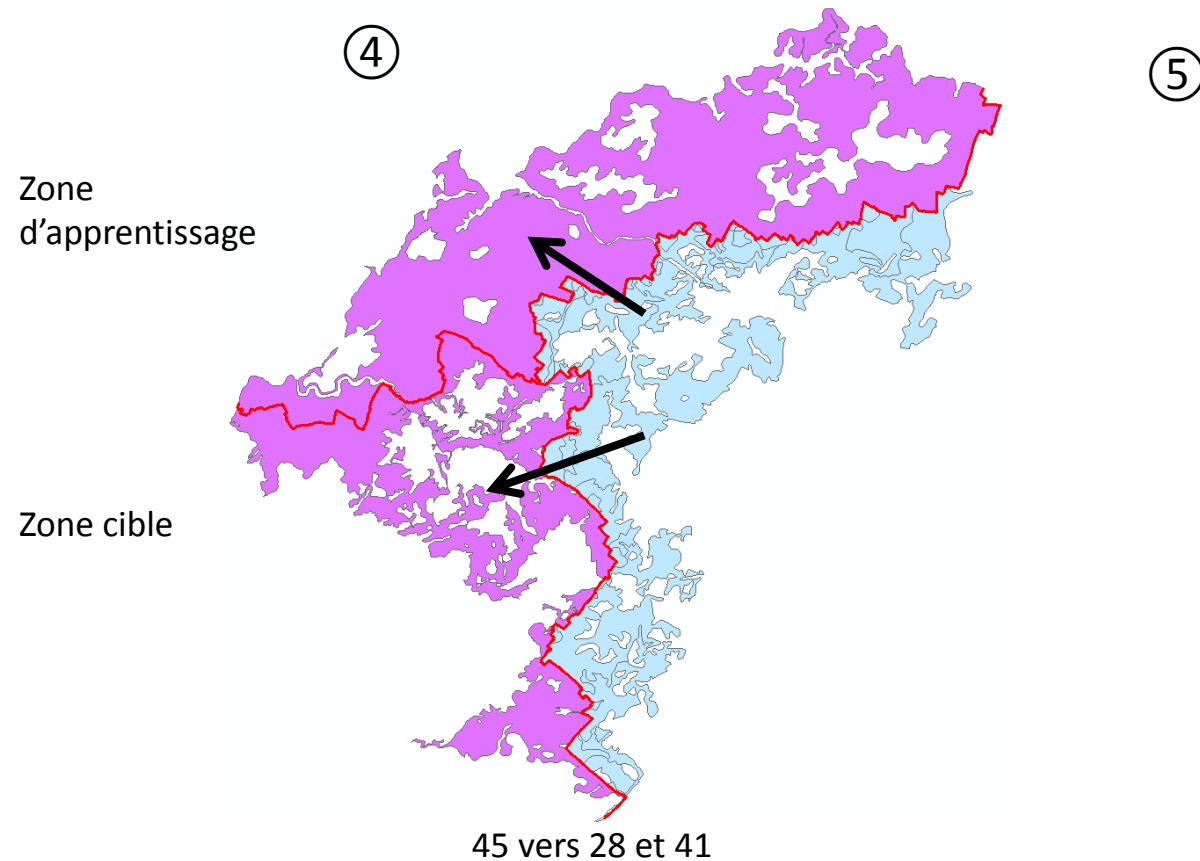 ④
⑤
Zone
d’apprentissage
Zone cible
45 vers 28 et 41